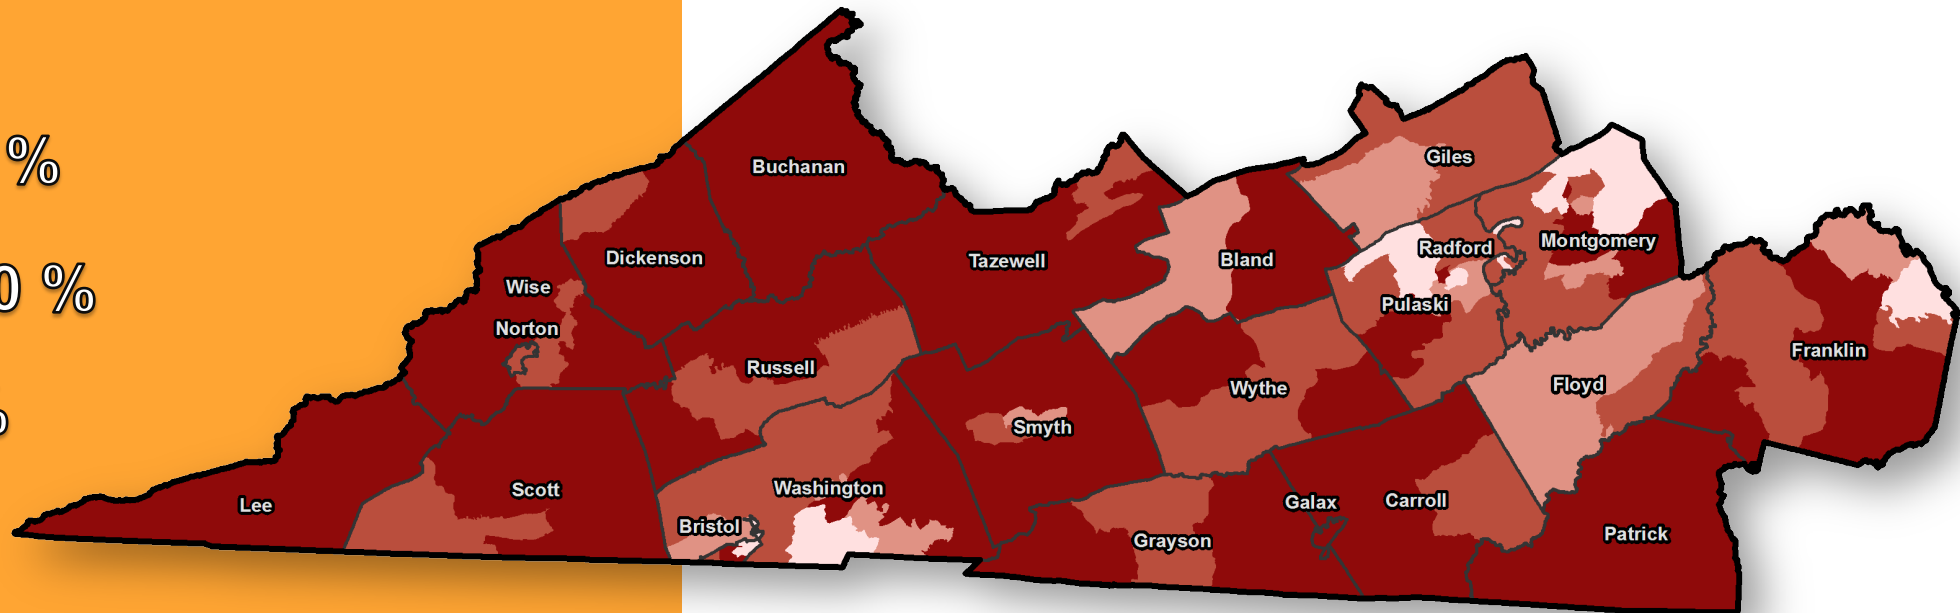 %
0 %
Buchanan
Giles
Dickenson
Tazewell
Bland
Radford
Montgomery
Wise
Norton
Pulaski
Russell
Wythe
Floyd
Franklin
Smyth
Lee
Scott
Washington
Bristol
Grayson
Galax
Carroll
Patrick